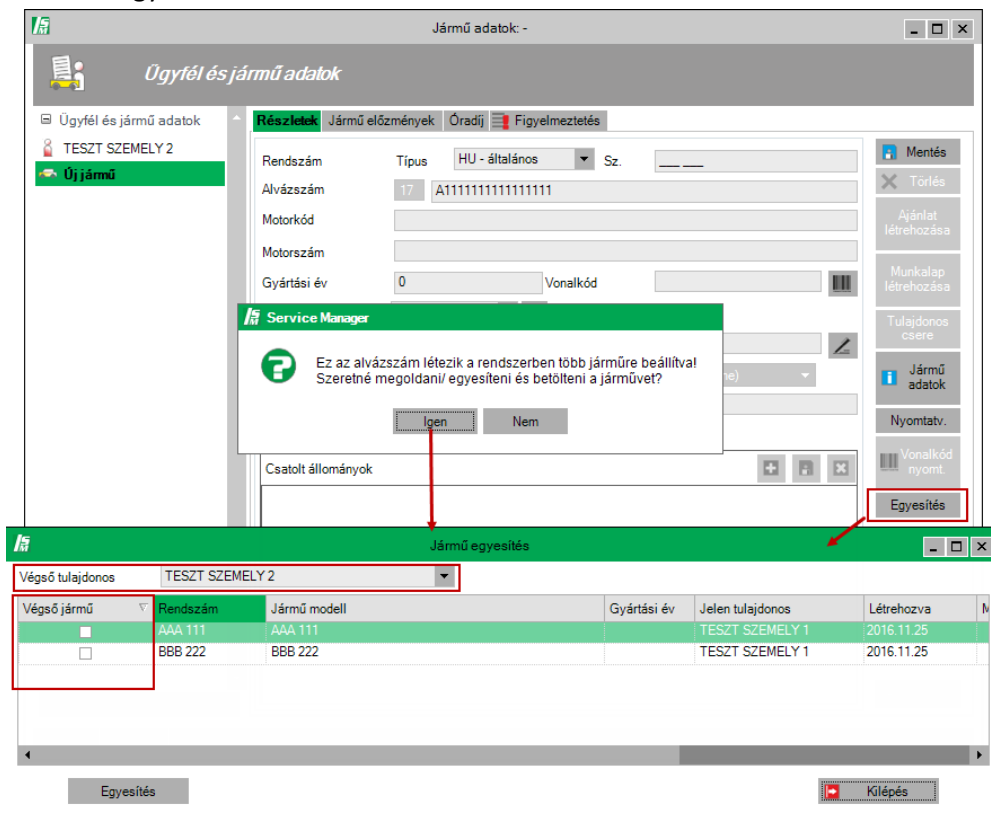 Jármű adatok: -
Ügyfél és jármű adatok
Ügyfél és jármű adatok
TESZT SZEMELY 2
Új jármű
Részletek Jármű előzmények Óradíj Figyelmeztetés
Rendszám Típus HU - általános Sz. ___ ___
Alvázszám 17 A1111111111111111
Motorkód
Motorszám
Gyártási év 0 Vonalkód
Mentés
Törlés
Ajánlat
létrehozása
Munkalap
létrehozása
Tulajdonos
csere
Jármű
adatok
Nyomtatv.
Vonalkód
nyomt.
Egyesítés
Service Manager
Ez az alvázszám létezik a rendszerben több járműre beállítva!
Szeretné megoldani/ egyesíteni és betölteni a járművet?
Igen Nem
Csatolt állományok
Jármű egyesítés
Végső tulajdonos TESZT SZEMELY 2
Végső jármű Rendszám Jármű modell Gyártási év Jelen tulajdonos Létrehozva
AAA 111 AAA 111 TESZT SZEMELY 1 2016.11.25
BBB 222 BBB 222 TESZT SZEMELY 1 2016.11.25
Egyesítés Kilépés